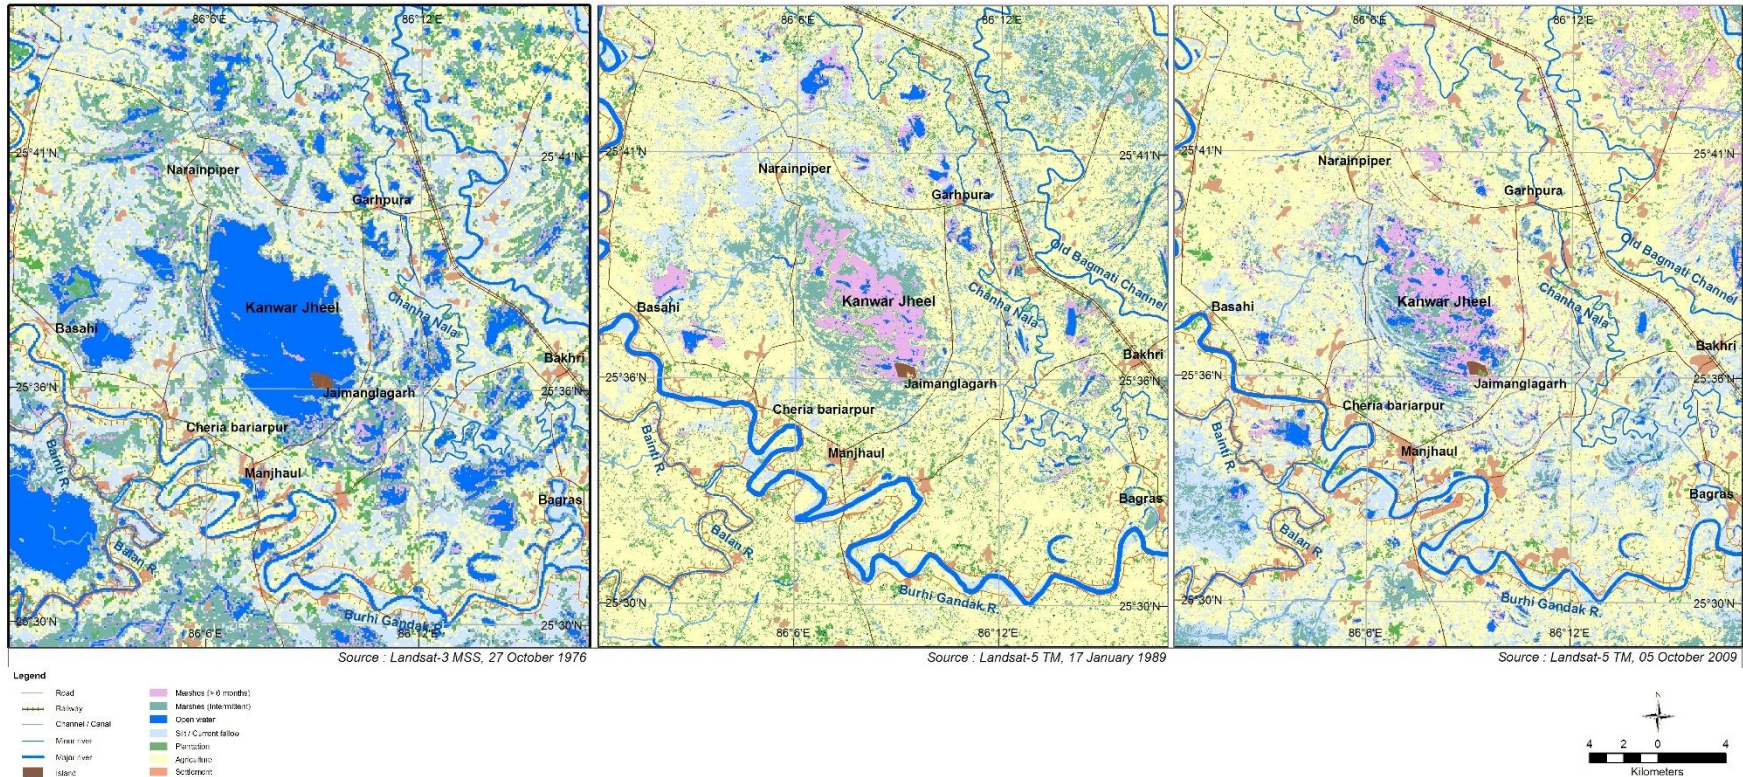 86°6'E 86°12'E
25°41'N 25°41'N
Narainpiper
Garhpura
Kanwar Jheel
Chanha Nala
Basahi
Bakhri
25°36'N Jaimanglagarh 25°36'N
Cheria bariarpur
Bainti R.
Manjhaul
Bagras
Balan R.
Burhi Gandak R.
25°30'N 25°30'N
86°6'E 86°12'E
Source : Landsat-3 MSS, 27 October 1976
86°6'E 86°12'E
25°41'N 25°41'N
Narainpiper
Garhpura
Old Bagmati Channel
Chanha Nala
Kanwar Jheel
Basahi
Bakhri
25°36'N 25°36'N
Jaimanglagarh
Cheria bariarpur
Bainti R.
Manjhaul
Bagras
Balan R.
Burhi Gandak R.
25°30'N 25°30'N
86°6'E 86°12'E
Source : Landsat-5 TM, 17 January 1989
86°6'E 86°12'E
25°41'N 25°41'N
Narainpiper
Garhpura
Old Bagmati Channel
Chanha Nala
Kanwar Jheel
Basahi
Bakhri
25°36'N 25°36'N
Jaimanglagarh
Cheria bariarpur
Bainti R.
Manjhaul
Bagras
Balan R.
Burhi Gandak R.
25°30'N 25°30'N
86°6'E 86°12'E
Source : Landsat-5 TM, 05 October 2009
Legend
Road
Railway
Channel / Canal
Minor river
Major river
Island
Marshes (> 6 months)
Marshes (Intermittent)
Open water
Silt / Current fallow
Plantation
Agriculture
Settlement
N
4 2 0 4
Kilometers